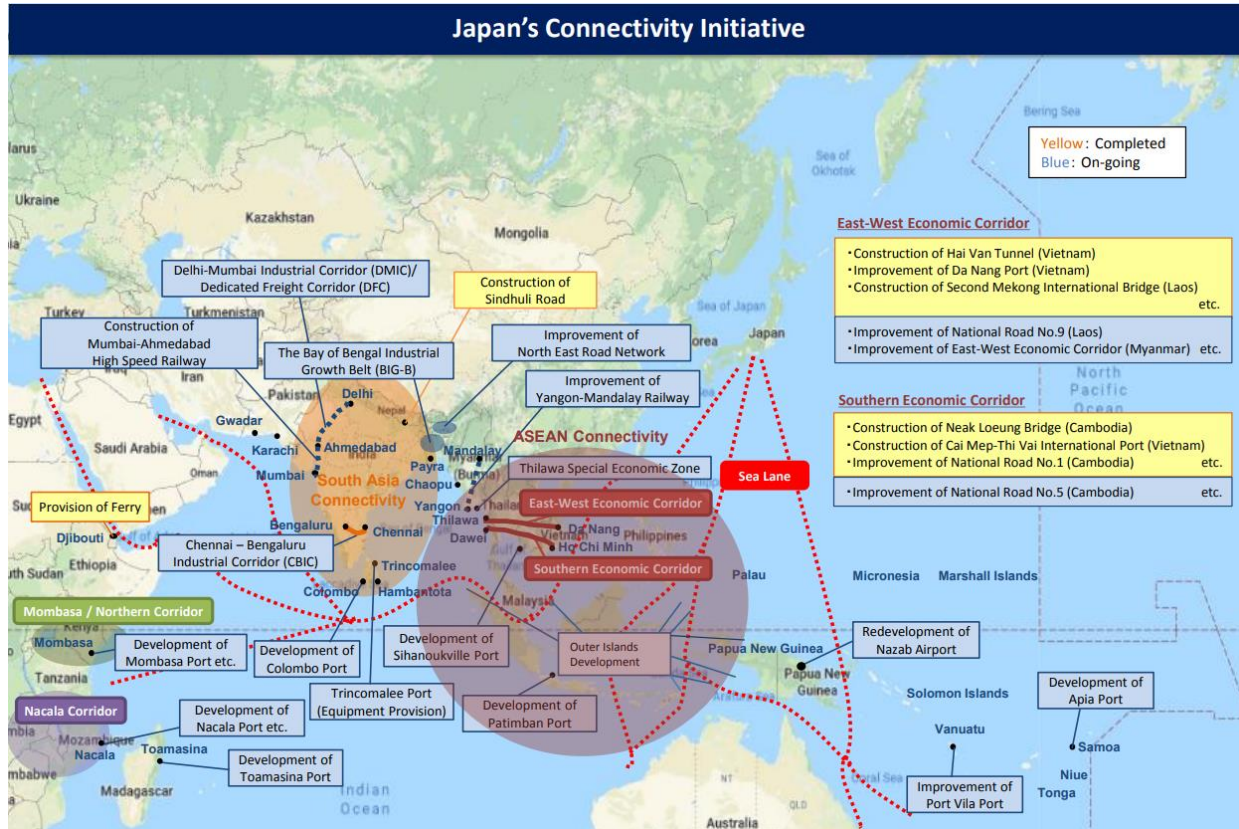 Japan's Connectivity Initiative
Bering Sea
Yellow: Completed
Blue: On-going
Sea of
Okhotsk
elarus
Ukraine
Kazakhstan
Mongolia
East-West Economic Corridor
・Construction of Hai Van Tunnel (Vietnam)
・Improvement of Da Nang Port (Vietnam)
・Construction of Second Mekong International Bridge (Laos)
etc.
・Improvement of National Road No.9 (Laos)
・Improvement of East-West Economic Corridor (Myanmar) etc.
North
Pacific
Ocean
Southern Economic Corridor
・Construction of Neak Loeung Bridge (Cambodia)
・Construction of Cai Mep-Thi Vai International Port (Vietnam)
・Improvement of National Road No.1 (Cambodia) etc.
・Improvement of National Road No.5 (Cambodia) etc.
Delhi-Mumbai Industrial Corridor (DMIC)/
Dedicated Freight Corridor (DFC)
Construction of
Sindhuli Road
Turkey
Turkmenistan
Sea of Japan
Japan
Korea
Construction of
Mumbai-Ahmedabad
High Speed Railway
The Bay of Bengal Industrial
Growth Belt (BIG-B)
Improvement of
North East Road Network
Improvement of
Yangon-Mandalay Railway
Iraq
Iran
Pakistan
Egypt
Saudi Arabia
Oman
Gwadar
Karachi
Delhi
Nepal
Ahmedabad
India
Mumbai
South Asia
Connectivity
Payra
Mandalay
Myanmar
(Burma)
Chaopu
ASEAN Connectivity
Thilawa Special Economic Zone
Sea Lane
Yangon
Thailand
Thilawa
Dawei
East-West Economic Corridor
Da Nang
Vietnam
Philippines
Ho Chi Minh
Southern Economic Corridor
Provision of Ferry
Djibouti
Ethiopia
South Sudan
Bengaluru
Chennai
Chennai – Bengaluru
Industrial Corridor (CBIC)
Trincomalee
Colombo
Hambantota
Malaysia
Palau
Micronesia
Marshall Islands
Mombasa / Northern Corridor
Kenya
Mombasa
Development of
Mombasa Port etc.
Tanzania
Development of
Colombo Port
Trincomalee Port
(Equipment Provision)
Development of
Sihanoukville Port
Outer Islands
Development
Development of
Patimban Port
Arafura Sea
Papua New Guinea
Papua New
Guinea
Redevelopment of
Nazab Airport
Solomon Islands
Development of
Apia Port
Nacala Corridor
Development of
Nacala Port etc.
Mozambique
Nacala
Toamasina
Development of
Toamasina Port
Madagascar
Indian
Ocean
Vanuatu
Samoa
Niue
Tonga
Improvement of
Port Vila Port
Coral Sea
NT
QLD
Australia